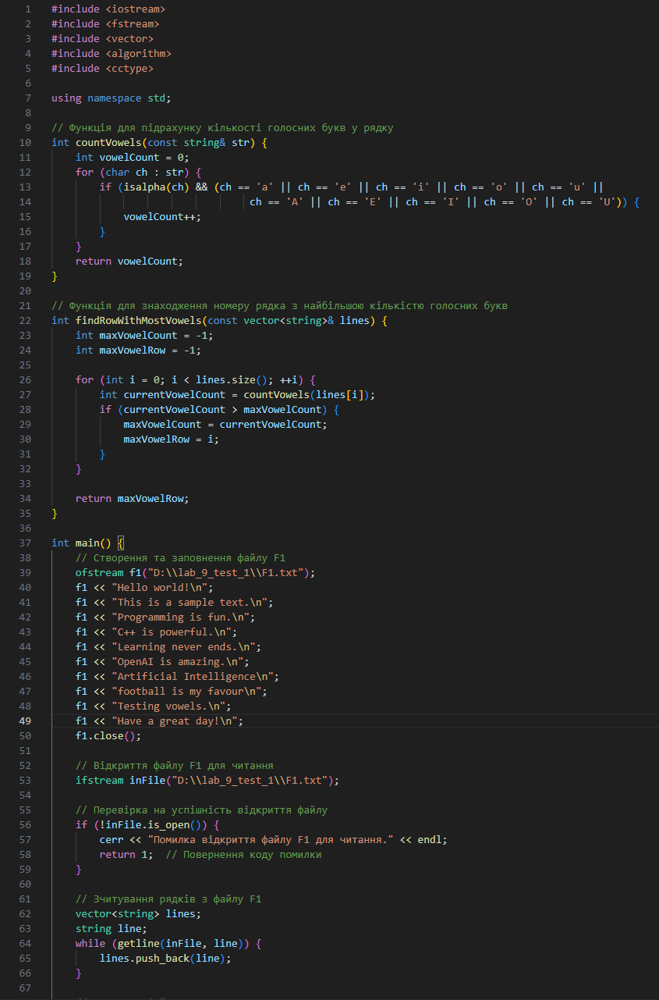 1 #include <iostream>
2 #include <fstream>
3 #include <vector>
4 #include <algorithm>
5 #include <cctype>
6
7 using namespace std;
8
9 // Функція для підрахунку кількості голосних букв у рядку
10 int countVowels(const string& str) {
11     int vowelCount = 0;
12     for (char ch : str) {
13         if (isalpha(ch) && (ch == 'a' || ch == 'e' || ch == 'i' || ch == 'o' || ch == 'u' ||
14                                  ch == 'A' || ch == 'E' || ch == 'I' || ch == 'O' || ch == 'U')) {
15             vowelCount++;
16         }
17     }
18     return vowelCount;
19 }
20
21 // Функція для знаходження номеру рядка з найбільшою кількістю голосних букв
22 int findRowWithMostVowels(const vector<string>& lines) {
23     int maxVowelCount = -1;
24     int maxVowelRow = -1;
25
26     for (int i = 0; i < lines.size(); ++i) {
27         int currentVowelCount = countVowels(lines[i]);
28         if (currentVowelCount > maxVowelCount) {
29             maxVowelCount = currentVowelCount;
30             maxVowelRow = i;
31         }
32     }
33
34     return maxVowelRow;
35 }
36
37 int main() {
38     // Створення та заповнення файлу F1
39     ofstream f1("D:\\lab_9_test_1\\F1.txt");
40     f1 << "Hello world!\n";
41     f1 << "This is a sample text.\n";
42     f1 << "Programming is fun.\n";
43     f1 << "C++ is powerful.\n";
44     f1 << "Learning never ends.\n";
45     f1 << "OpenAI is amazing.\n";
46     f1 << "Artificial Intelligence\n";
47     f1 << "football is my favour\n";
48     f1 << "Testing vowels.\n";
49     f1 << "Have a great day!\n";
50     f1.close();
51
52     // Відкриття файлу F1 для читання
53     ifstream inFile("D:\\lab_9_test_1\\F1.txt");
54
55     // Перевірка на успішність відкриття файлу
56     if (!inFile.is_open()) {
57         cerr << "Помилка відкриття файлу F1 для читання." << endl;
58         return 1;  // Повернення коду помилки
59     }
60
61     // Зчитування рядків з файлу F1
62     vector<string> lines;
63     string line;
64     while (getline(inFile, line)) {
65         lines.push_back(line);
66     }
67